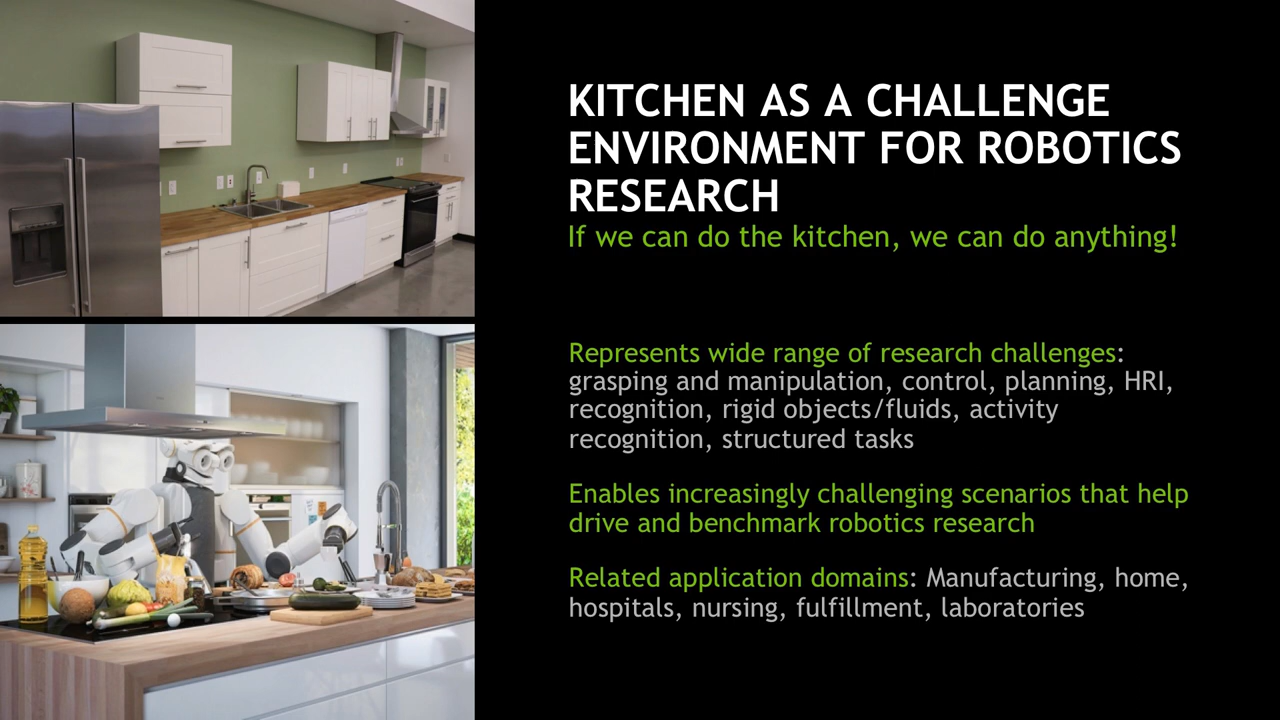 KITCHEN AS A CHALLENGE
ENVIRONMENT FOR ROBOTICS
RESEARCH
If we can do the kitchen, we can do anything!
Represents wide range of research challenges:
grasping and manipulation, control, planning, HRI,
recognition, rigid objects/fluids, activity
recognition, structured tasks
Enables increasingly challenging scenarios that help
drive and benchmark robotics research
Related application domains: Manufacturing, home,
hospitals, nursing, fulfillment, laboratories